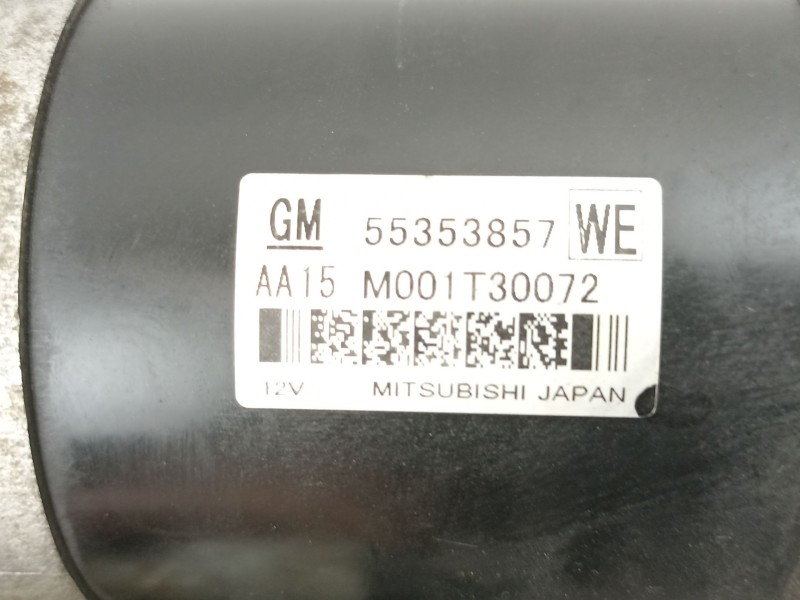 GM 55353857 WE
AA15 M001T30072
12V MITSUBISHI JAPAN